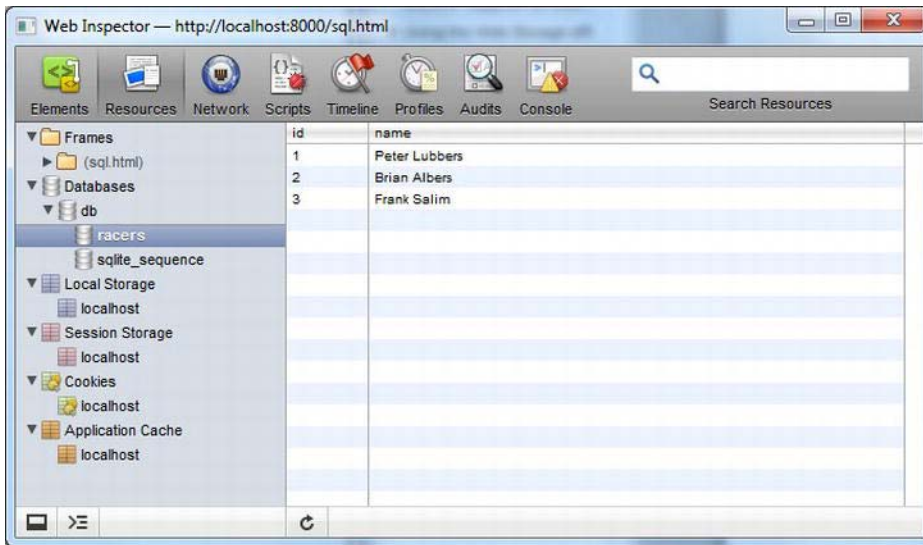 Web Inspector — http://localhost:8000/sql.html
Elements Resources Network Scripts Timeline Profiles Audits Console Search Resources
Frames
(sql.html)
Databases
db
racers
sqlite_sequence
Local Storage
localhost
Session Storage
localhost
Cookies
localhost
Application Cache
localhost
id name
1 Peter Lubbers
2 Brian Albers
3 Frank Salim